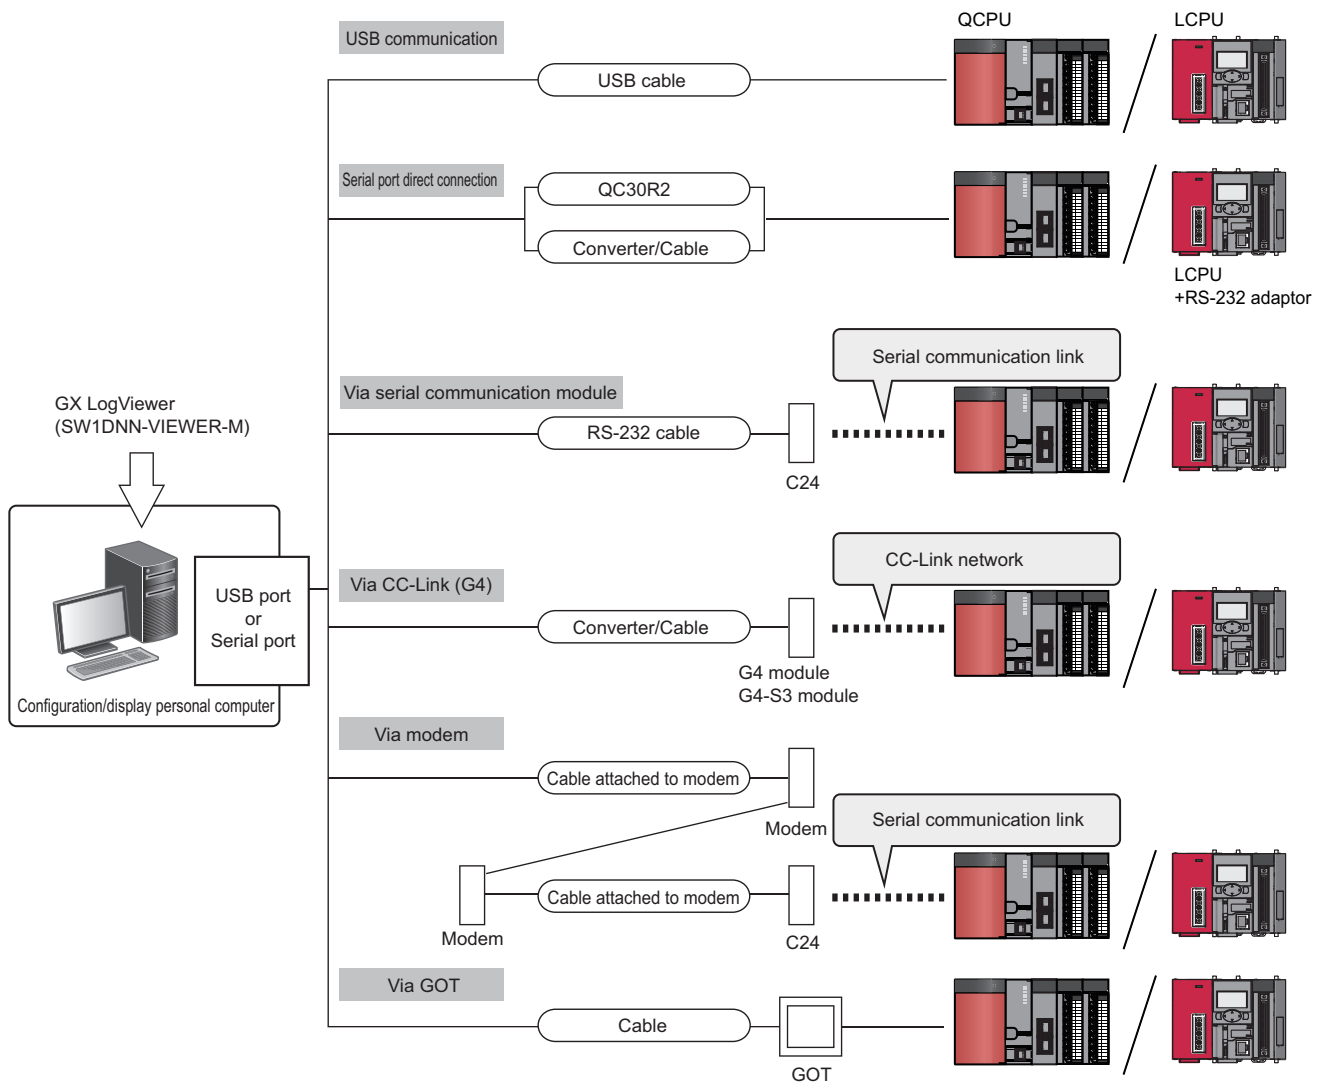 QCPU
LCPU
USB communication
USB cable
Serial port direct connection
QC30R2
Converter/Cable
LCPU
+RS-232 adaptor
Serial communication link
Via serial communication module
GX LogViewer
(SW1DNN-VIEWER-M)
RS-232 cable
C24
CC-Link network
Via CC-Link (G4)
USB port
or
Serial port
Converter/Cable
G4 module
G4-S3 module
Configuration/display personal computer
Via modem
Cable attached to modem
Modem
Serial communication link
Cable attached to modem
Modem
C24
Via GOT
Cable
GOT